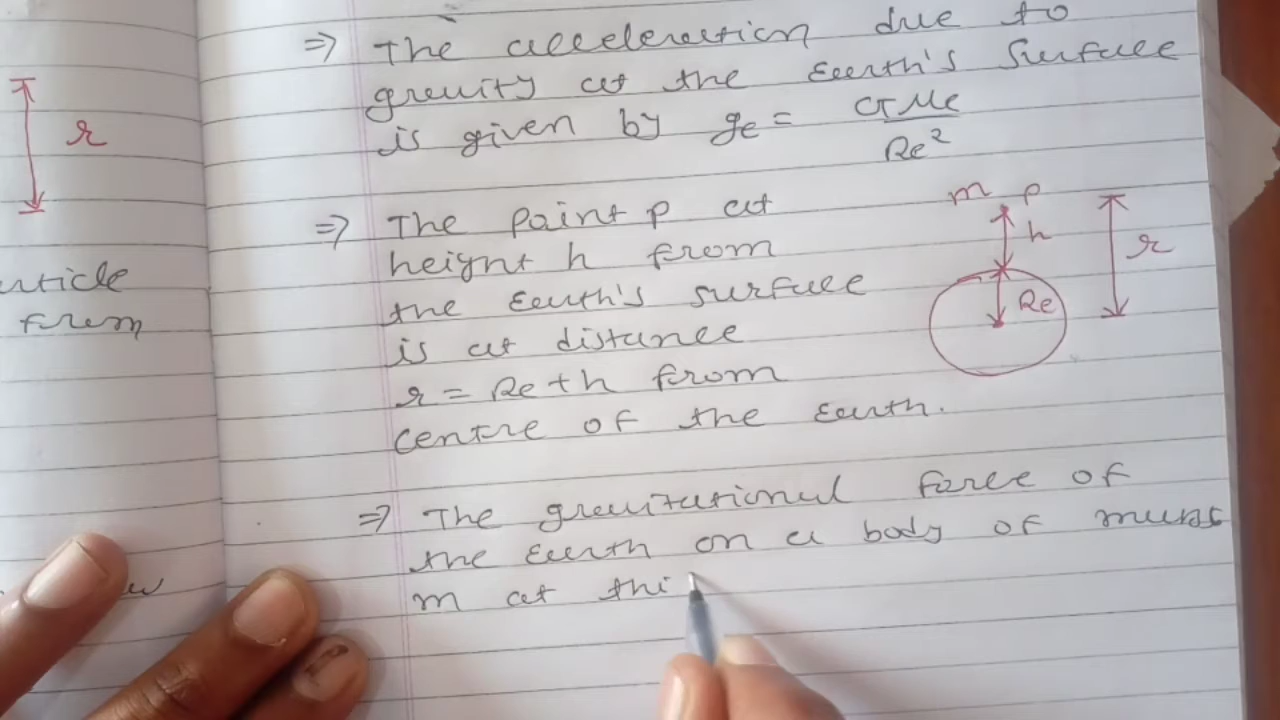 r
urticle
from
w
⇒ The acceleration due to
gravity at the Earth's Surface
is given by ge = GMe
Re²
⇒ The point p at
height h from
the Earth's surface
is at distance
r = Re + h from
centre of the Earth.
m p
h
r
Re
⇒ The gravitational force of
the Earth on a body of mass
m at thi